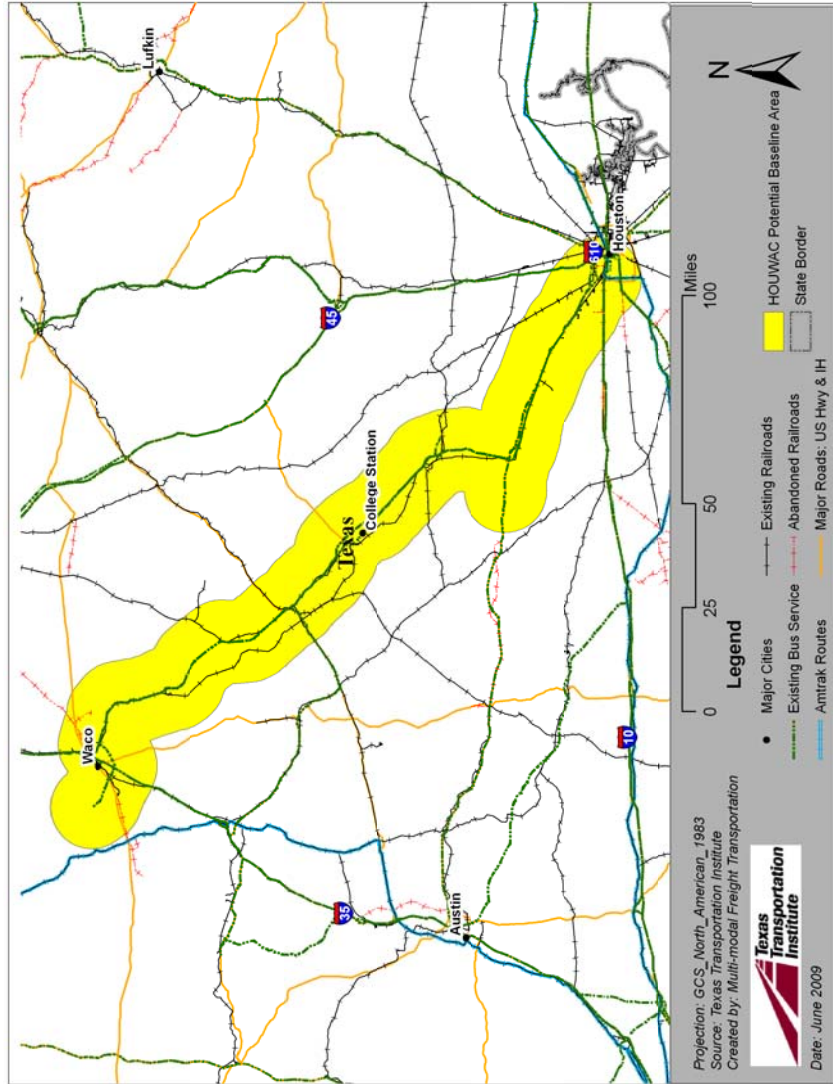 Lufkin
Waco
45
Texas
College Station
35
Austin
610
Houston
10
N
Projection: GCS_North_American_1983
Source: Texas Transportation Institute
Created by: Multi-modal Freight Transportation
Texas
Transportation
Institute
Date: June 2009
0 25 50 100
Miles
Legend
Major Cities
Existing Bus Service
Amtrak Routes
Existing Railroads
Abandoned Railroads
Major Roads: US Hwy & IH
HOUWAC Potential Baseline Area
State Border